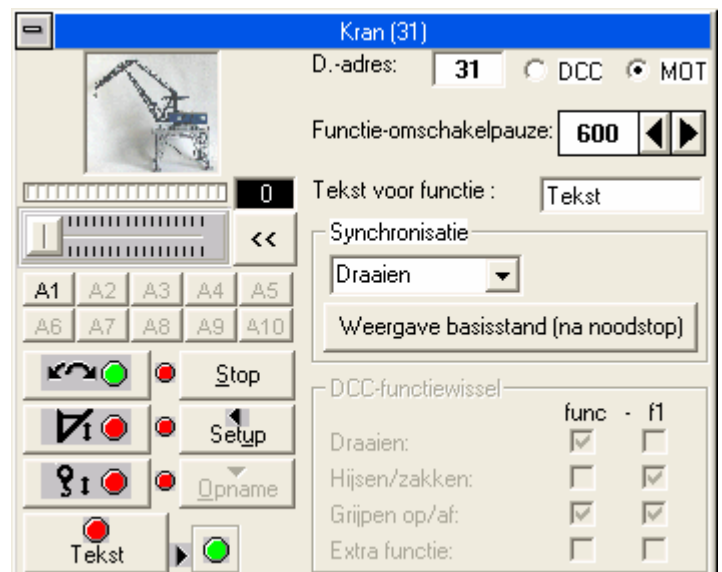 Kran (31)
D.-adres: 31 DCC MOT
Functie-omschakelpauze: 600
0
Tekst voor functie : Tekst
<<
Synchronisatie
Draaien
A1 A2 A3 A4 A5
A6 A7 A8 A9 A10
Weergave basisstand (na noodstop)
Stop
Setup
Opname
Tekst
DCC-functiewissel
func - f1
Draaien:
Hijsen/zakken:
Grijpen op/af:
Extra functie: